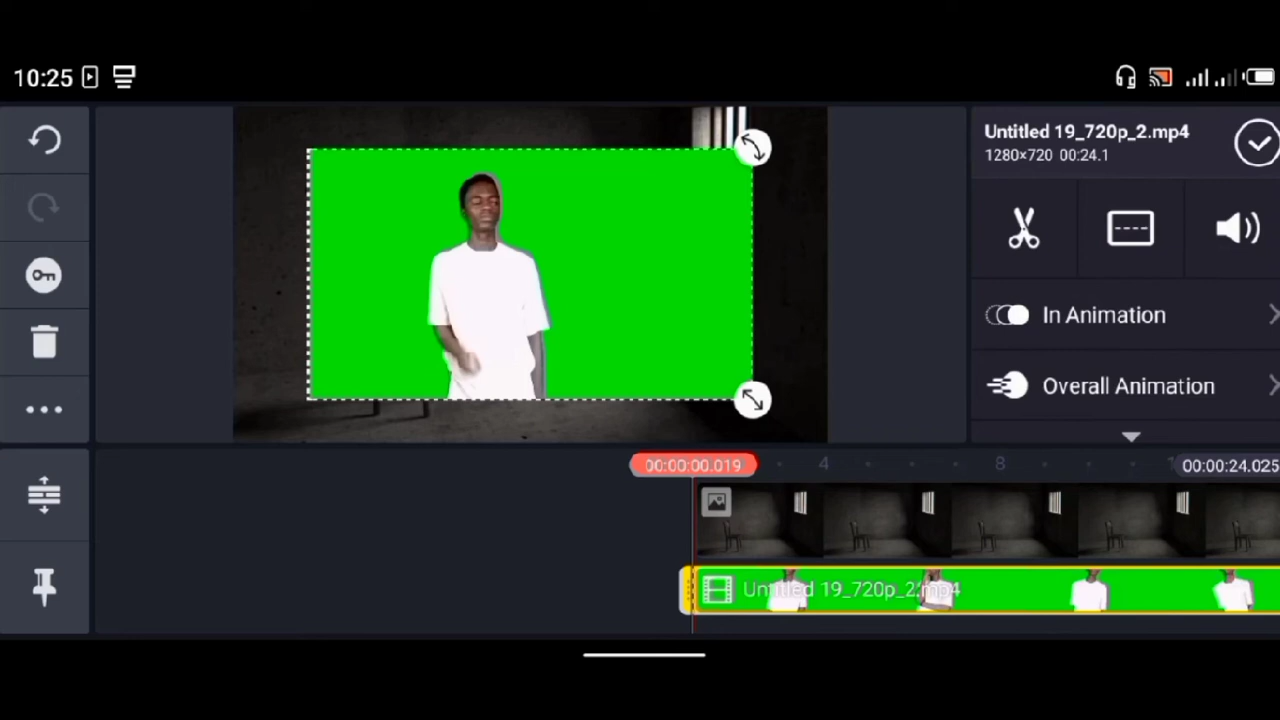 10:25
Untitled 19_720p_2.mp4
1280×720 00:24.1
In Animation
Overall Animation
00:00:00.019
4
8
00:00:24.025
Untitled 19_720p_2.mp4